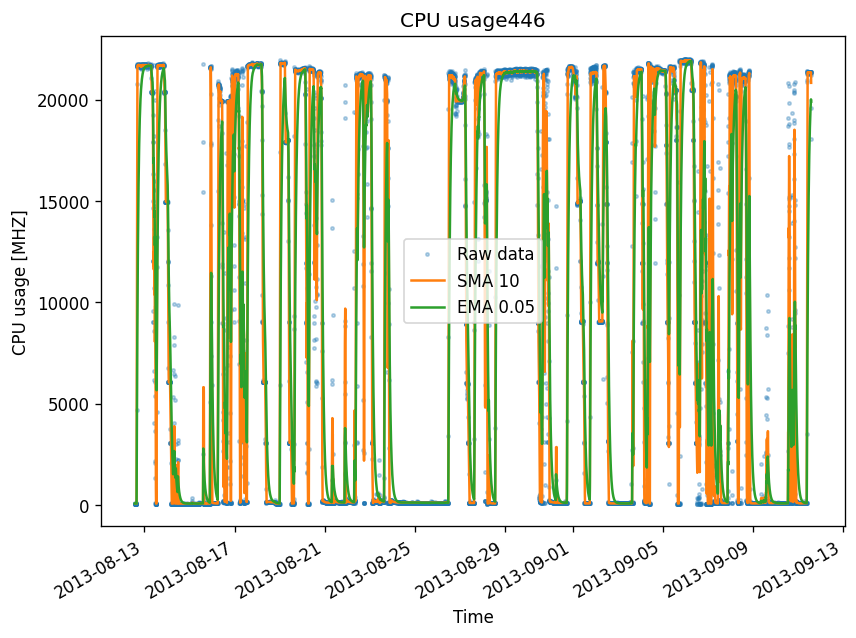 CPU usage446
CPU usage [MHZ]
20000
15000
10000
5000
0
Raw data
SMA 10
EMA 0.05
2013-08-13
2013-08-17
2013-08-21
2013-08-25
2013-08-29
2013-09-01
2013-09-05
2013-09-09
2013-09-13
Time